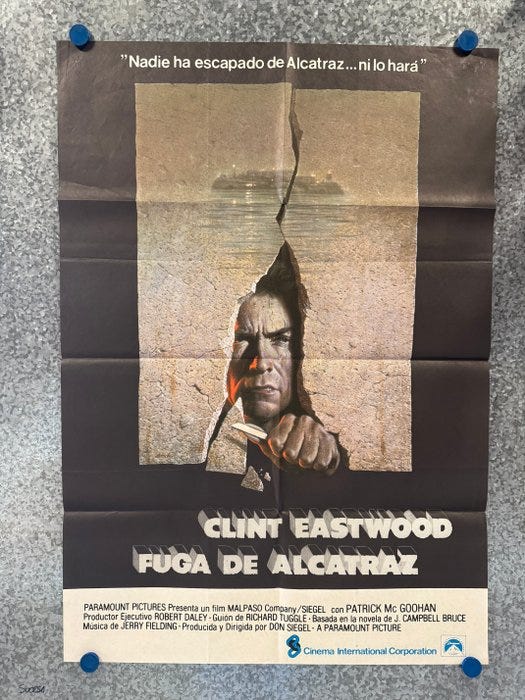 "Nadie ha escapado de Alcatraz...ni lo hará"
CLINT EASTWOOD
FUGA DE ALCATRAZ
PARAMOUNT PICTURES Presenta un film MALPASO Company/SIEGEL con PATRICK Mc GOOHAN
Productor Ejecutivo ROBERT DALEY · Guión de RICHARD TUGGLE · Basada en la novela de J. CAMPBELL BRUCE
Música de JERRY FIELDING · Producida y Dirigida por DON SIEGEL · A PARAMOUNT PICTURE
Cinema International Corporation